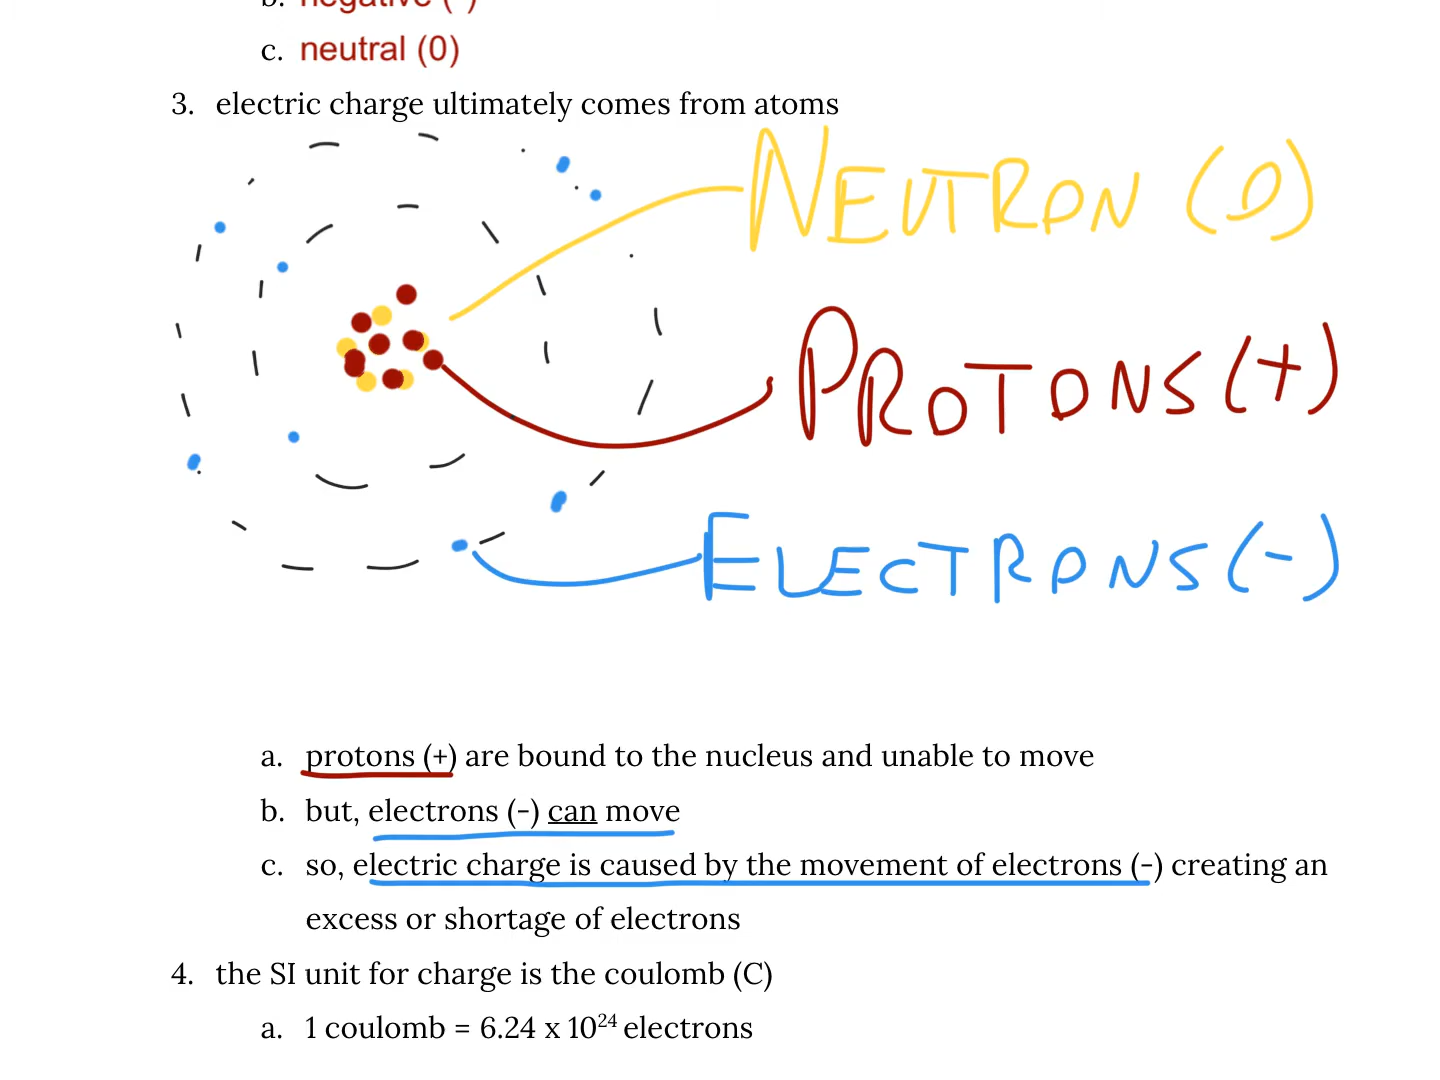 b. negative (-)
c. neutral (0)
3. electric charge ultimately comes from atoms
NEUTRON (0)
PROTONS (+)
ELECTRONS (-)
a. protons (+) are bound to the nucleus and unable to move
b. but, electrons (-) can move
c. so, electric charge is caused by the movement of electrons (-) creating an
excess or shortage of electrons
4. the SI unit for charge is the coulomb (C)
a. 1 coulomb = 6.24 x 10²⁴ electrons